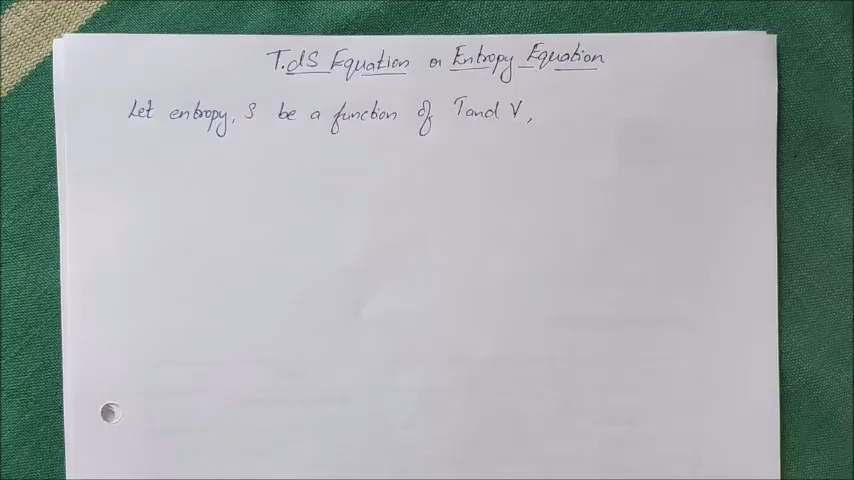 T.dS Equation or Entropy Equation
Let entropy, S be a function of T and V,